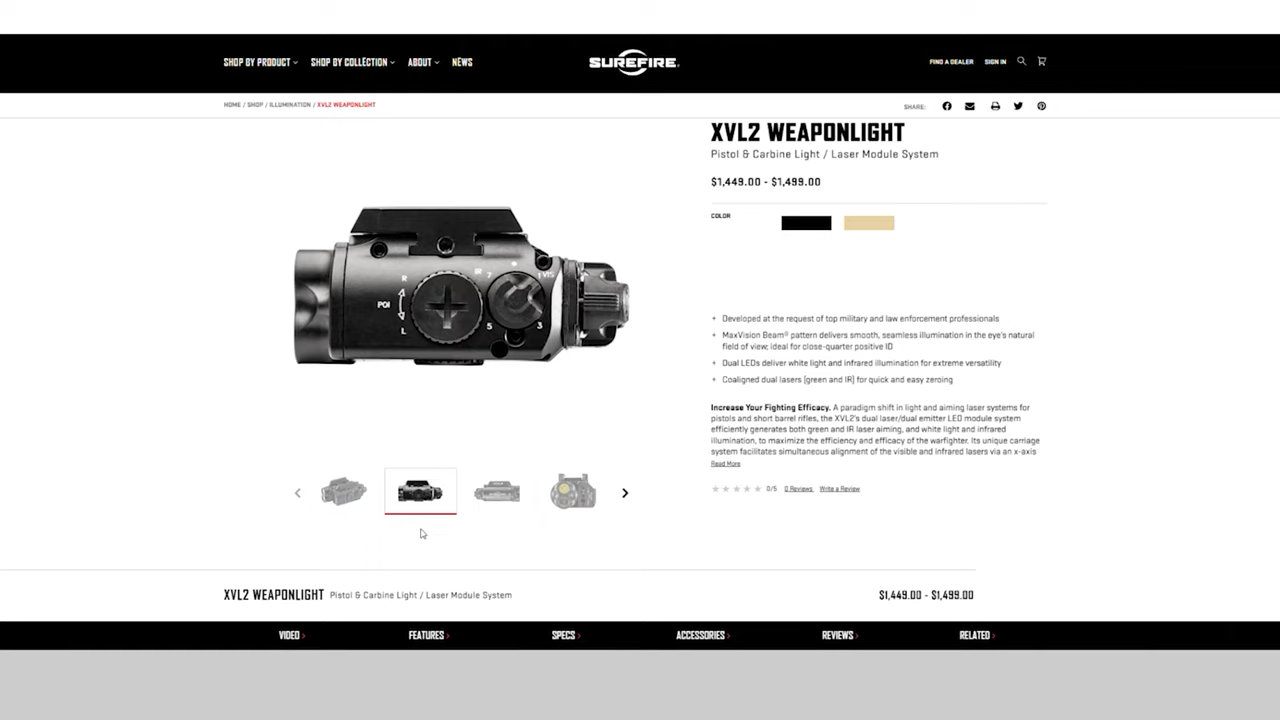 SHOP BY PRODUCT
SHOP BY COLLECTION
ABOUT
NEWS
SUREFIRE
FIND A DEALER
SIGN IN
HOME / SHOP / ILLUMINATION / XVL2 WEAPONLIGHT
SHARE:
XVL2 WEAPONLIGHT
Pistol & Carbine Light / Laser Module System
$1,449.00 - $1,499.00
COLOR
R
POI
L
IR 7
VIS
5
3
+ Developed at the request of top military and law enforcement professionals
+ MaxVision Beam® pattern delivers smooth, seamless illumination in the eye's natural
field of view; ideal for close-quarter positive ID
+ Dual LEDs deliver white light and infrared illumination for extreme versatility
+ Coaligned dual lasers [green and IR] for quick and easy zeroing
Increase Your Fighting Efficacy. A paradigm shift in light and aiming laser systems for
pistols and short barrel rifles, the XVL2's dual laser/dual emitter LED module system
efficiently generates both green and IR laser aiming, and white light and infrared
illumination, to maximize the efficiency and efficacy of the warfighter. Its unique carriage
system facilitates simultaneous alignment of the visible and infrared lasers via an x-axis
Read More
0/5 0 Reviews Write a Review
XVL2 WEAPONLIGHT Pistol & Carbine Light / Laser Module System
$1,449.00 - $1,499.00
VIDEO
FEATURES
SPECS
ACCESSORIES
REVIEWS
RELATED